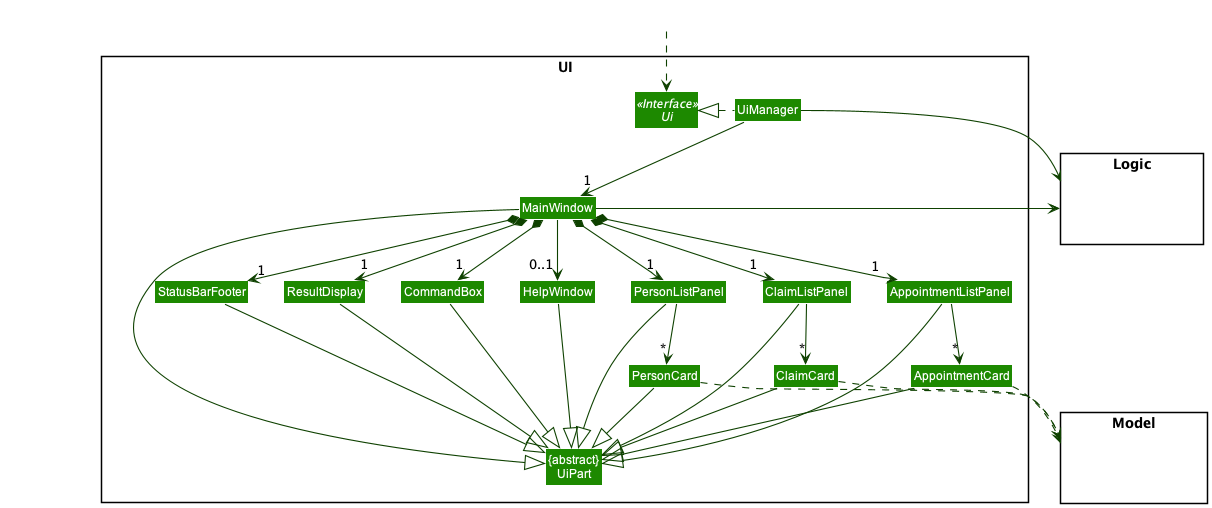 UI
«Interface»
Ui
UiManager
Logic
1
MainWindow
1
1
1
0..1
1
1
1
StatusBarFooter
ResultDisplay
CommandBox
HelpWindow
PersonListPanel
ClaimListPanel
AppointmentListPanel
*
*
*
PersonCard
ClaimCard
AppointmentCard
Model
{abstract}
UiPart